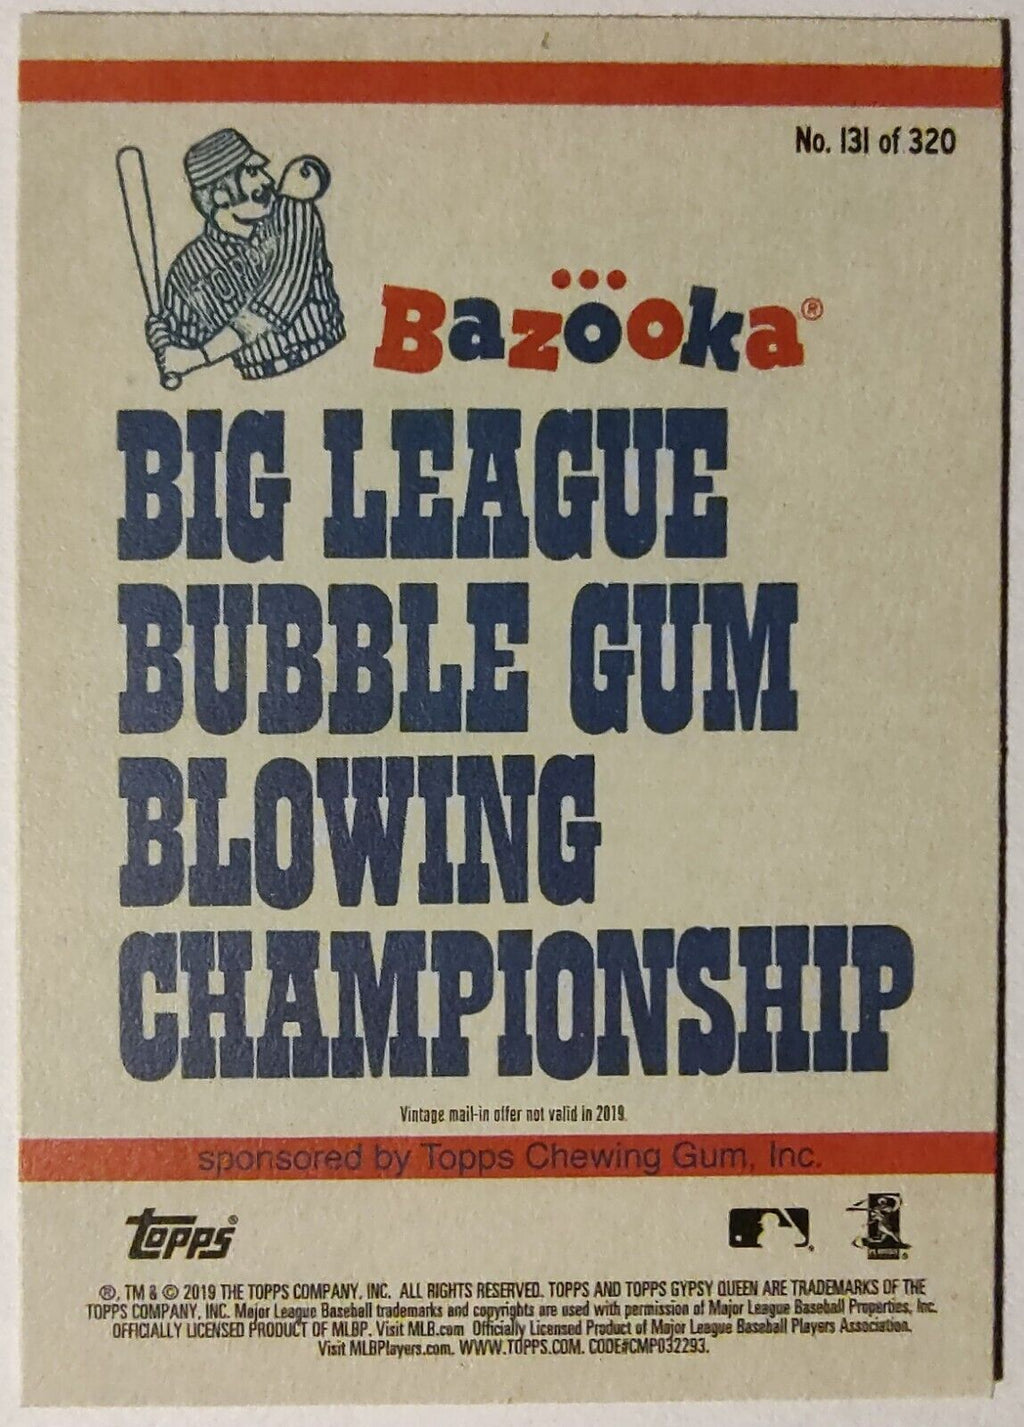 No. 131 of 320
Bazooka®
BIG LEAGUE
BUBBLE GUM
BLOWING
CHAMPIONSHIP
Vintage mail-in offer not valid in 2019.
sponsored by Topps Chewing Gum, Inc.
Topps®
®, TM & © 2019 THE TOPPS COMPANY, INC. ALL RIGHTS RESERVED. TOPPS AND TOPPS GYPSY QUEEN ARE TRADEMARKS OF THE
TOPPS COMPANY, INC. Major League Baseball trademarks and copyrights are used with permission of Major League Baseball Properties, Inc.
OFFICIALLY LICENSED PRODUCT OF MLBP. Visit MLB.com Officially Licensed Product of Major League Baseball Players Association.
Visit MLBPlayers.com. WWW.TOPPS.COM. CODE#CMP032293.